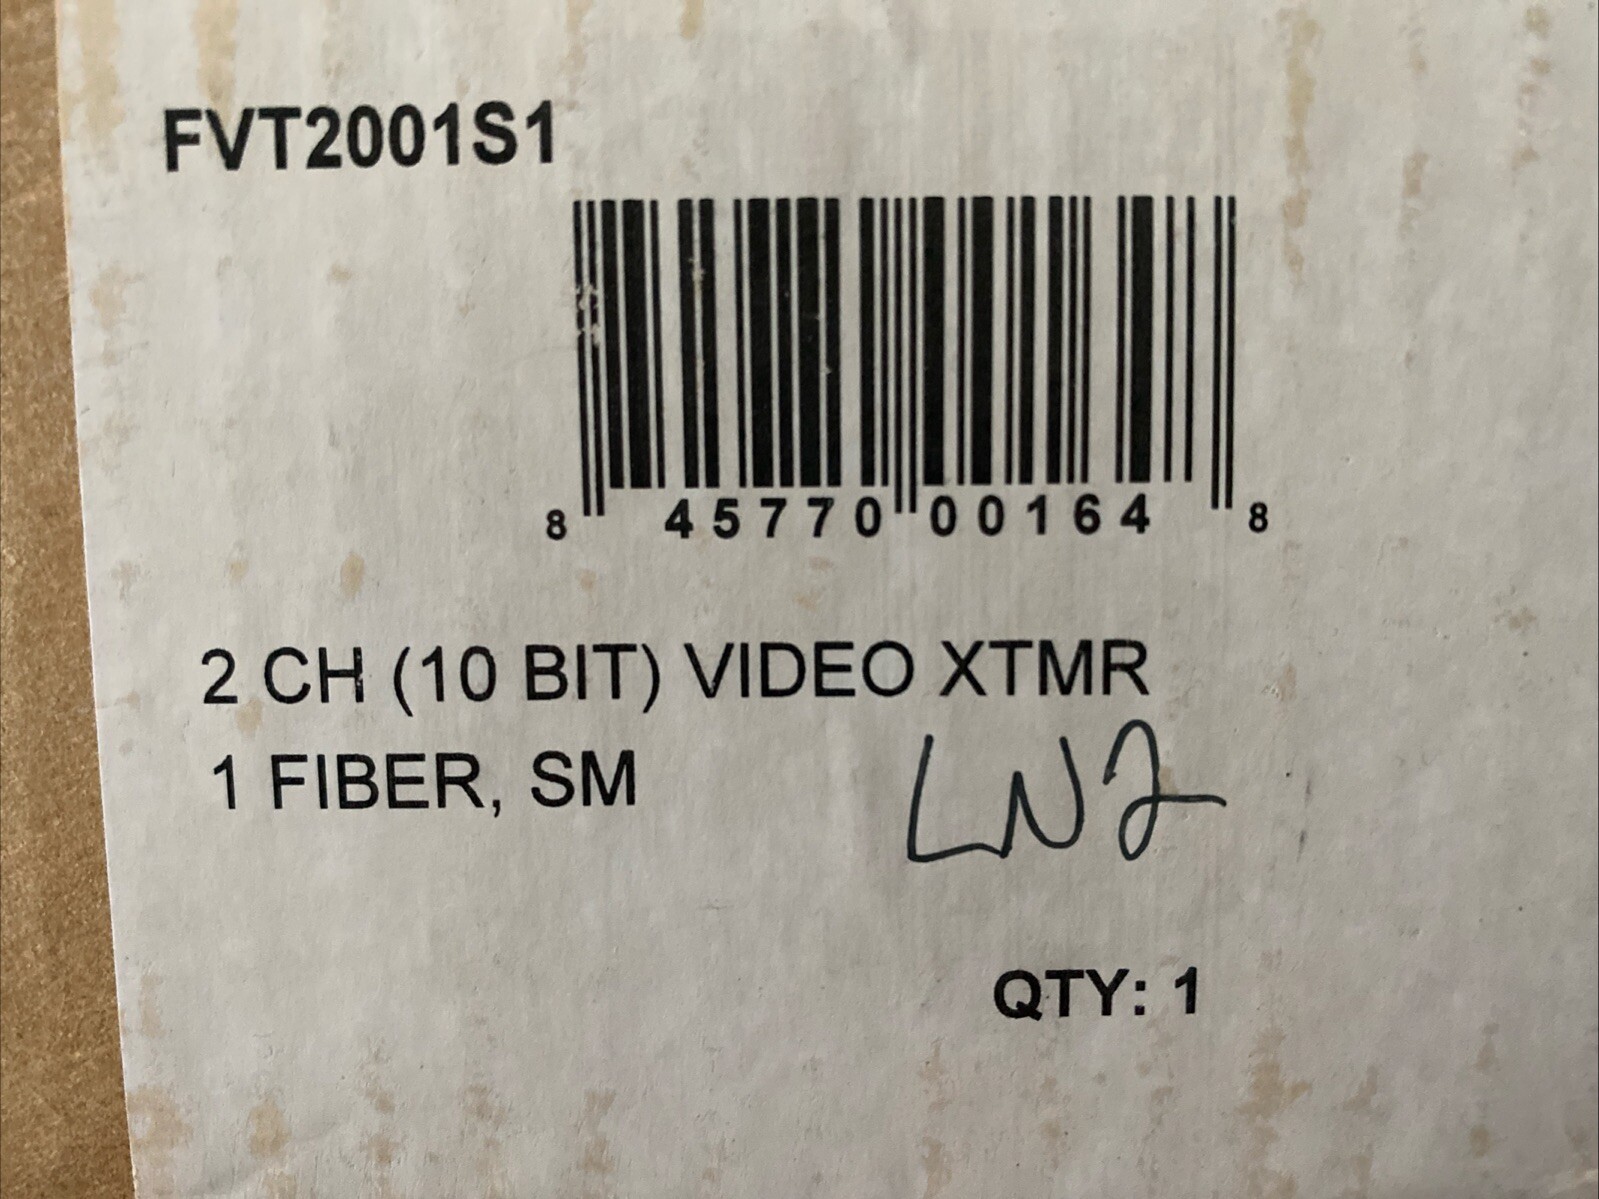 FVT2001S1
8 45770 00164 8
2 CH (10 BIT) VIDEO XTMR
1 FIBER, SM
LN2
QTY: 1